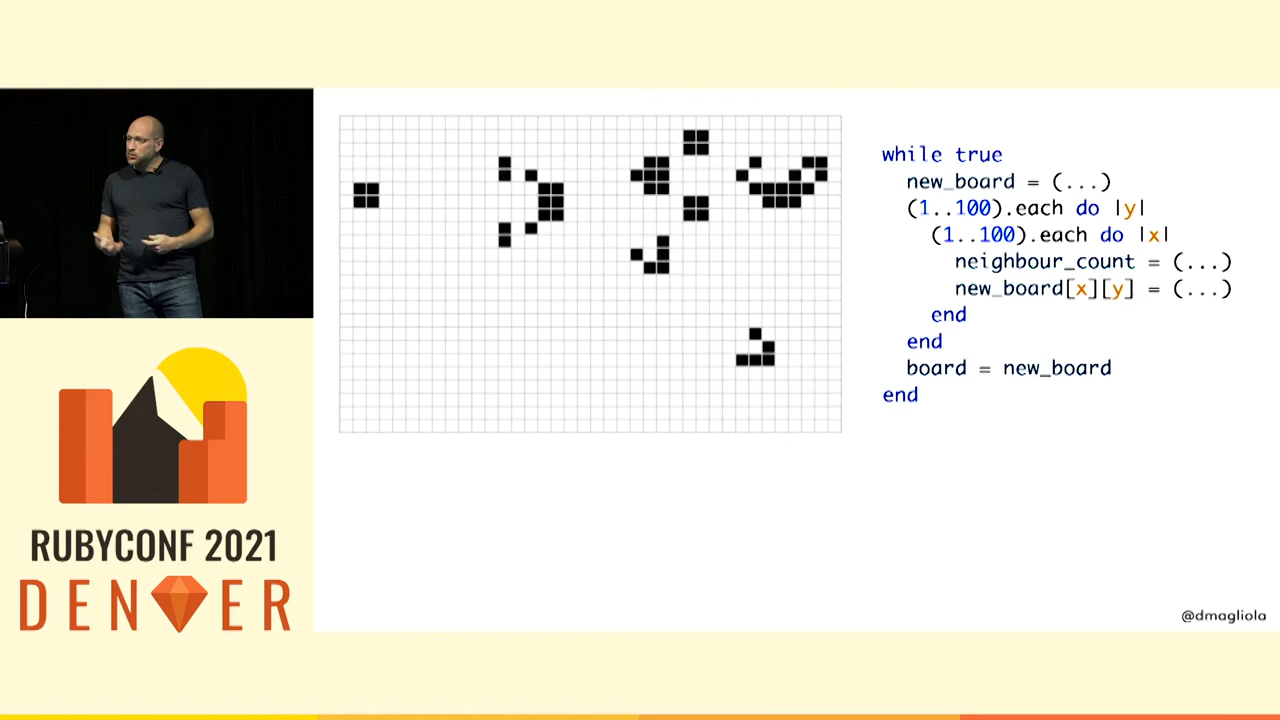 while true
  new_board = (...)
  (1..100).each do |y|
    (1..100).each do |x|
      neighbour_count = (...)
      new_board[x][y] = (...)
    end
  end
  board = new_board
end
RUBYCONF 2021
DENVER
@dmagliola